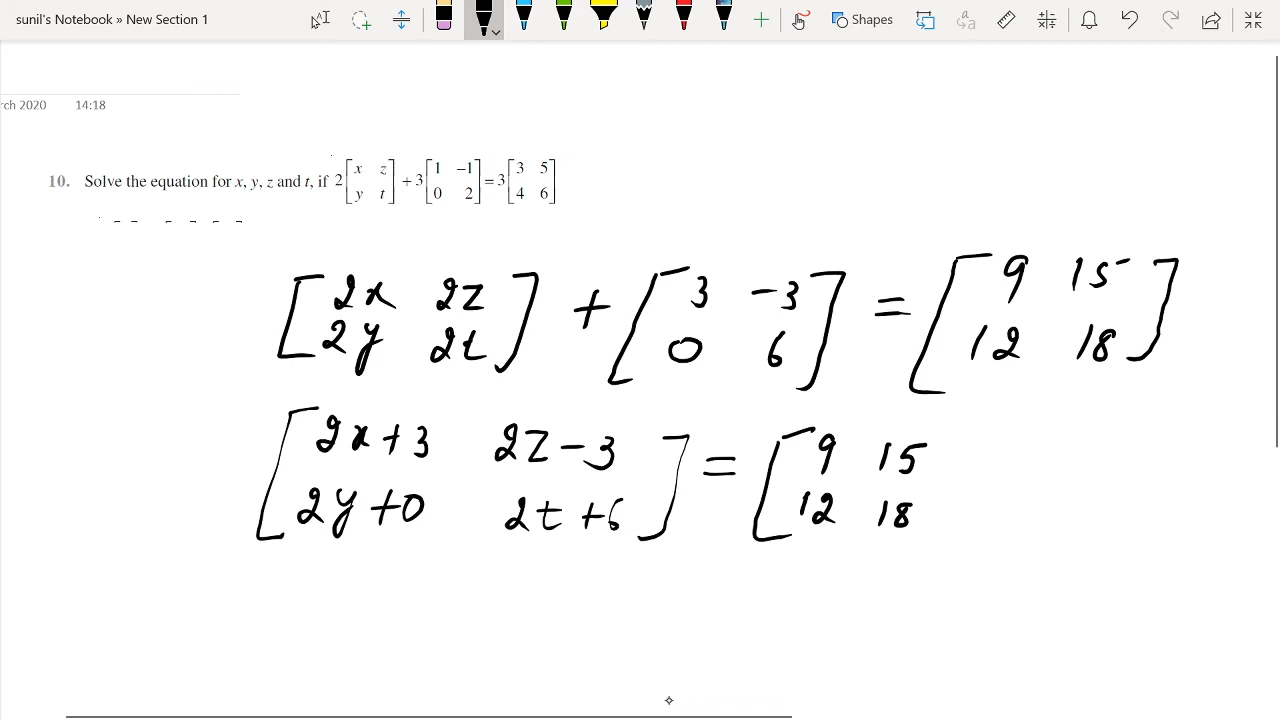 sunil's Notebook » New Section 1
Shapes
rch 2020 14:18
10. Solve the equation for x, y, z and t, if 2 [x z; y t] + 3 [1 −1; 0 2] = 3 [3 5; 4 6]
[2x 2z; 2y 2t] + [3 −3; 0 6] = [9 15; 12 18]
[2x+3 2z−3; 2y+0 2t+6] = [9 15; 12 18